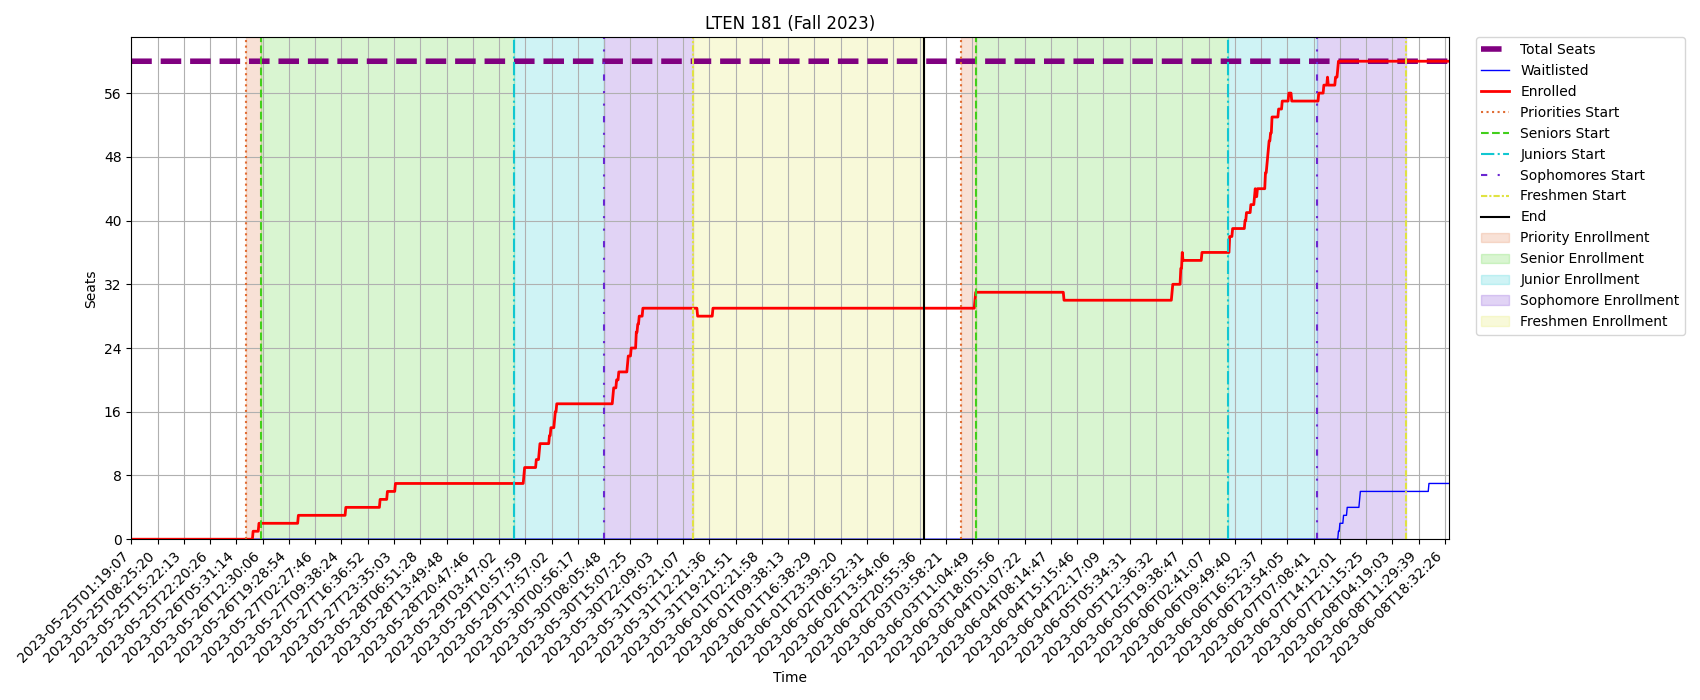 LTEN 181 (Fall 2023)
Total Seats
Waitlisted
Enrolled
Priorities Start
Seniors Start
Juniors Start
Sophomores Start
Freshmen Start
End
Priority Enrollment
Senior Enrollment
Junior Enrollment
Sophomore Enrollment
Freshmen Enrollment
Seats
56
48
40
32
24
16
8
0
2023-05-25T01:19:07
2023-05-25T08:25:20
2023-05-25T15:22:13
2023-05-25T22:20:26
2023-05-26T05:31:14
2023-05-26T12:30:06
2023-05-26T19:28:54
2023-05-27T02:27:46
2023-05-27T09:38:24
2023-05-27T16:36:52
2023-05-27T23:35:03
2023-05-28T06:51:28
2023-05-28T13:49:48
2023-05-28T20:47:46
2023-05-29T03:47:02
2023-05-29T10:57:59
2023-05-29T17:57:02
2023-05-30T00:56:17
2023-05-30T08:05:48
2023-05-30T15:07:25
2023-05-30T22:09:03
2023-05-31T05:21:07
2023-05-31T12:21:36
2023-05-31T19:21:51
2023-06-01T02:21:58
2023-06-01T09:38:13
2023-06-01T16:38:29
2023-06-01T23:39:20
2023-06-02T06:52:31
2023-06-02T13:54:06
2023-06-02T20:55:36
2023-06-03T03:58:21
2023-06-03T11:04:49
2023-06-03T18:05:56
2023-06-04T01:07:22
2023-06-04T08:14:47
2023-06-04T15:15:46
2023-06-04T22:17:09
2023-06-05T05:34:31
2023-06-05T12:36:32
2023-06-05T19:38:47
2023-06-06T02:41:07
2023-06-06T09:49:40
2023-06-06T16:52:37
2023-06-06T23:54:05
2023-06-07T07:08:41
2023-06-07T14:12:01
2023-06-07T21:15:25
2023-06-08T04:19:03
2023-06-08T11:29:39
2023-06-08T18:32:26
Time